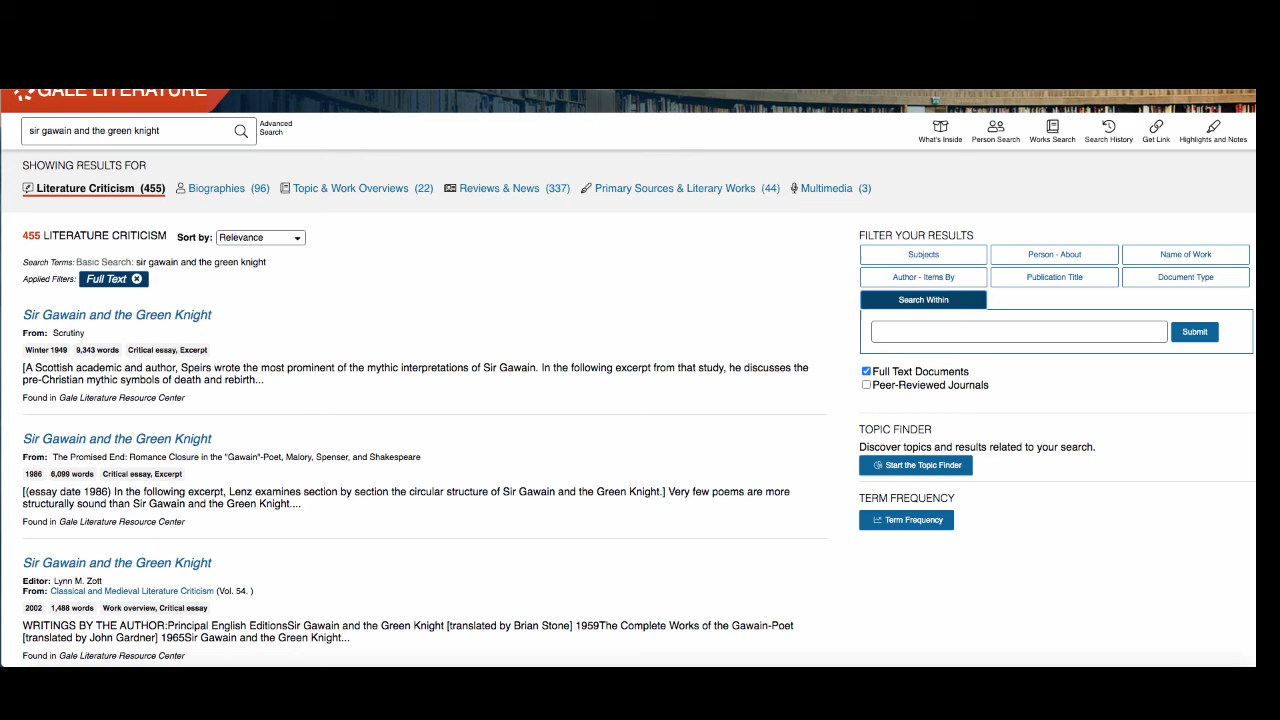 GALE LITERATURE
sir gawain and the green knight
Advanced
Search
What's Inside Person Search Works Search Search History Get Link Highlights and Notes
SHOWING RESULTS FOR
Literature Criticism (455) Biographies (96) Topic & Work Overviews (22) Reviews & News (337) Primary Sources & Literary Works (44) Multimedia (3)
455 LITERATURE CRITICISM Sort by: Relevance
Search Terms: Basic Search: sir gawain and the green knight
Applied Filters: Full Text
Sir Gawain and the Green Knight
From: Scrutiny
Winter 1949 9,343 words Critical essay, Excerpt
[A Scottish academic and author, Speirs wrote the most prominent of the mythic interpretations of Sir Gawain. In the following excerpt from that study, he discusses the
pre-Christian mythic symbols of death and rebirth...
Found in Gale Literature Resource Center
Sir Gawain and the Green Knight
From: The Promised End: Romance Closure in the "Gawain"-Poet, Malory, Spenser, and Shakespeare
1986 6,099 words Critical essay, Excerpt
[(essay date 1986) In the following excerpt, Lenz examines section by section the circular structure of Sir Gawain and the Green Knight.] Very few poems are more
structurally sound than Sir Gawain and the Green Knight....
Found in Gale Literature Resource Center
Sir Gawain and the Green Knight
Editor: Lynn M. Zott
From: Classical and Medieval Literature Criticism (Vol. 54. )
2002 1,488 words Work overview, Critical essay
WRITINGS BY THE AUTHOR:Principal English EditionsSir Gawain and the Green Knight [translated by Brian Stone] 1959The Complete Works of the Gawain-Poet
[translated by John Gardner] 1965Sir Gawain and the Green Knight...
Found in Gale Literature Resource Center
FILTER YOUR RESULTS
Subjects Person - About Name of Work
Author - Items By Publication Title Document Type
Search Within
Submit
Full Text Documents
Peer-Reviewed Journals
TOPIC FINDER
Discover topics and results related to your search.
Start the Topic Finder
TERM FREQUENCY
Term Frequency